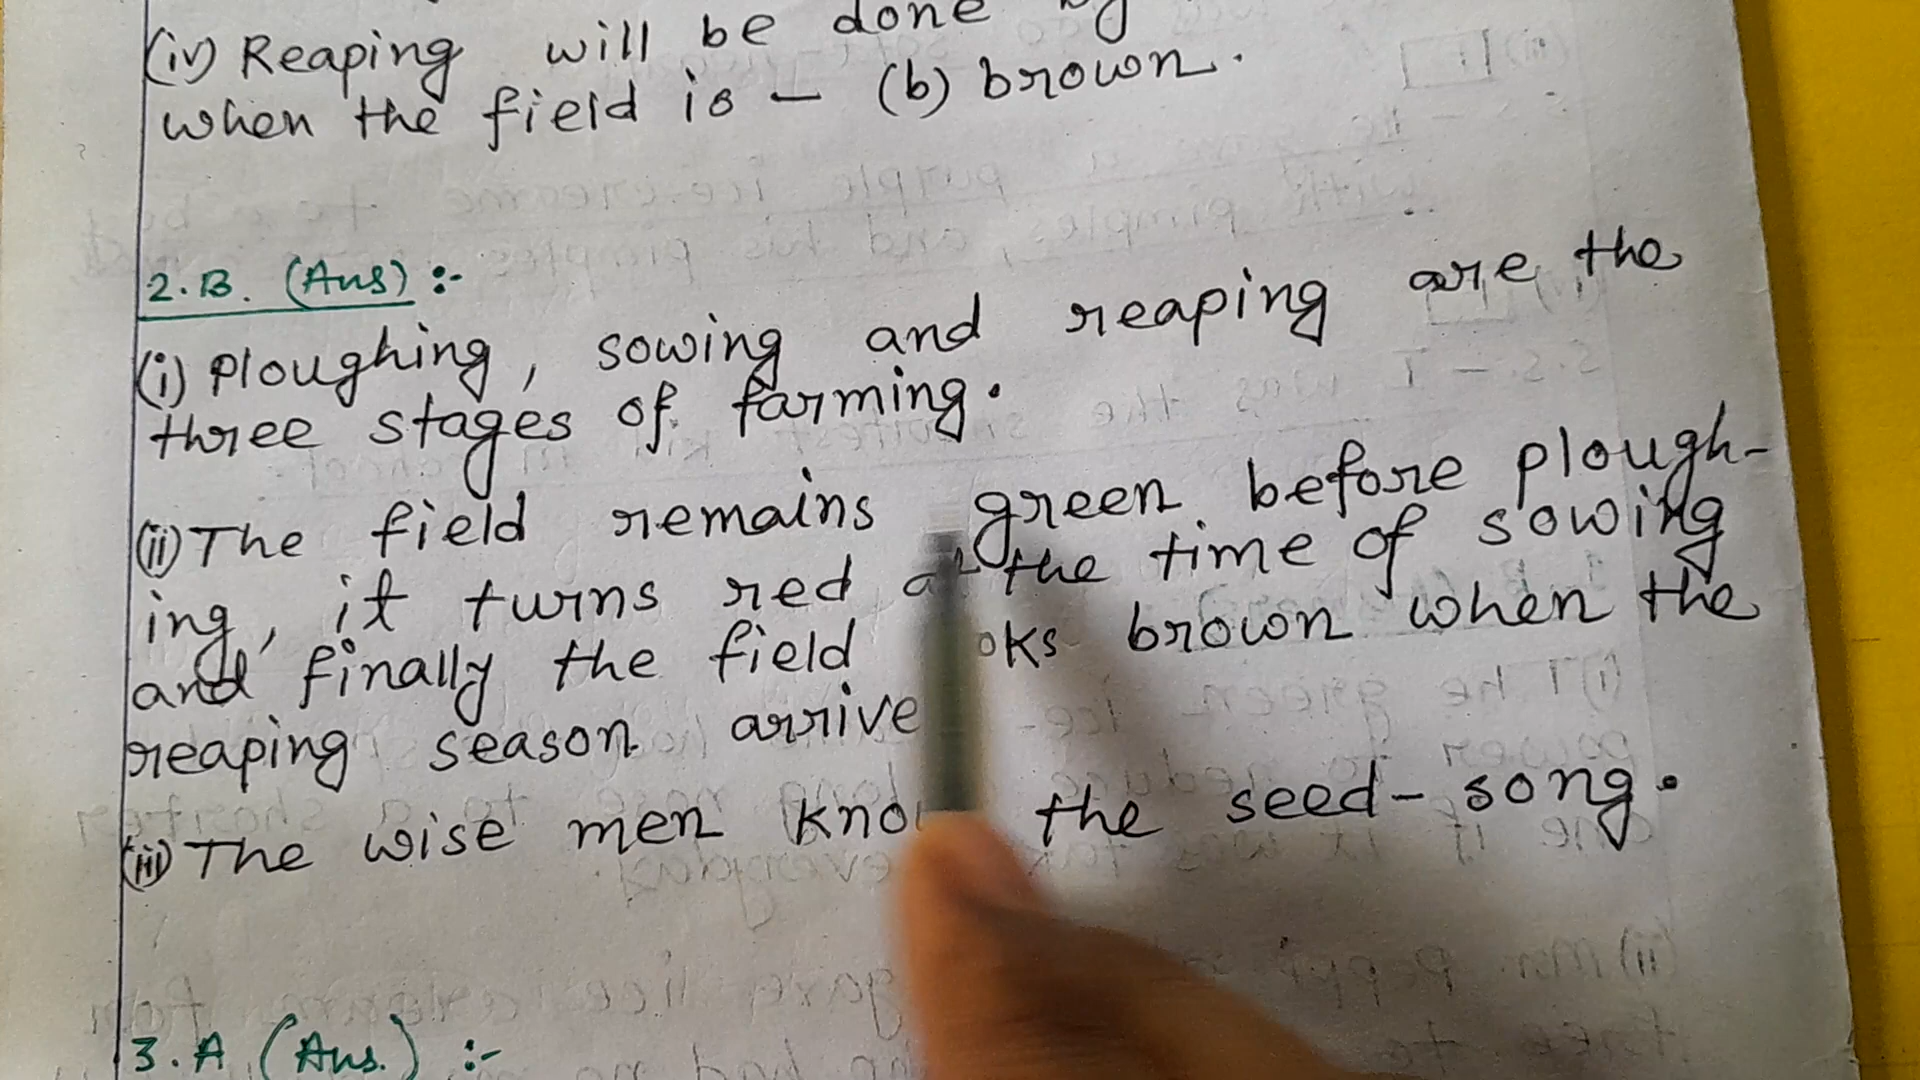 (iv) Reaping will be done by
when the field is – (b) brown.
2.B. (Ans) :-
(i) Ploughing, sowing and reaping are the
three stages of farming.
(ii) The field remains green before plough-
ing, it turns red at the time of sowing
and finally the field brown when the
reaping season
(iii) The wise men the seed-song.
3.A (Ans.) :-